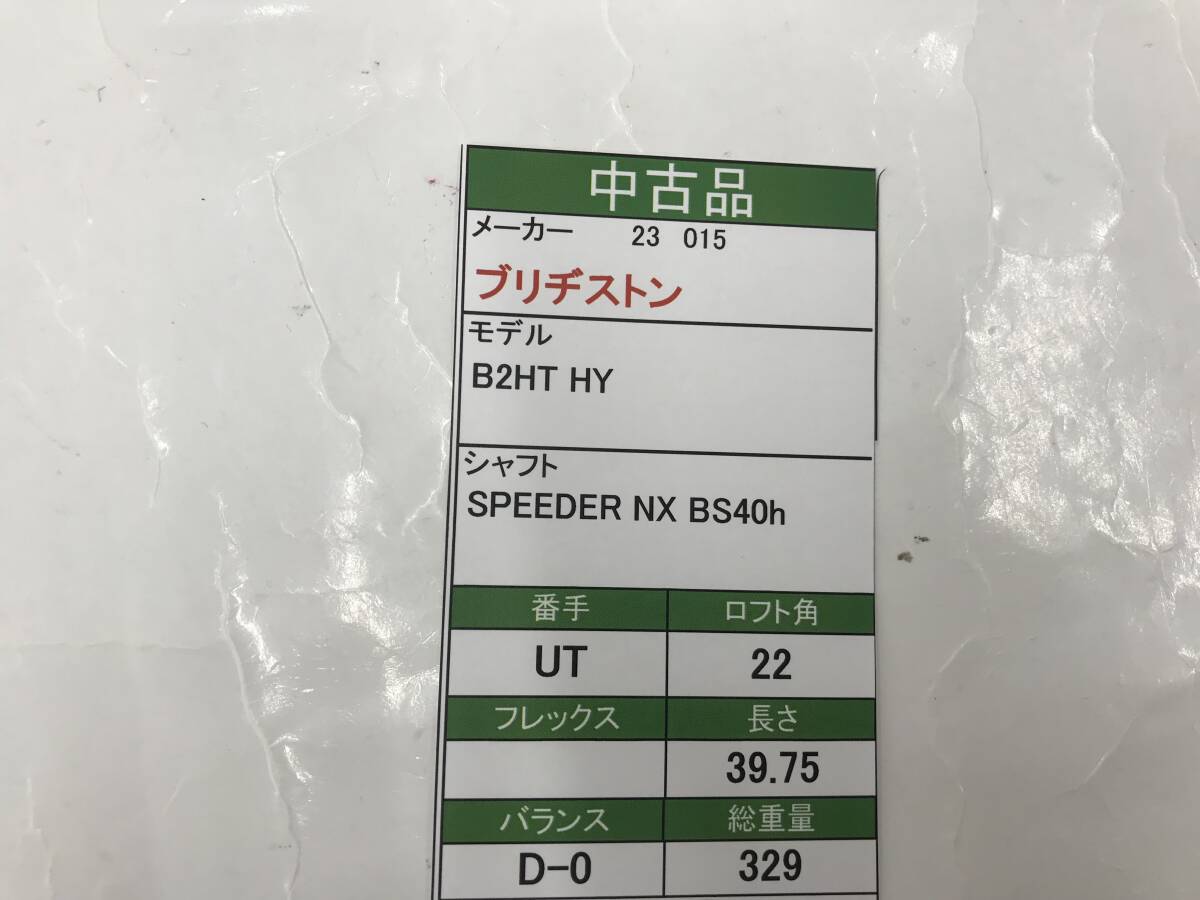 中古品
メーカー 23 015
ブリヂストン
モデル
B2HT HY
シャフト
SPEEDER NX BS40h
番手 ロフト角
UT 22
フレックス 長さ
39.75
バランス 総重量
D-0 329